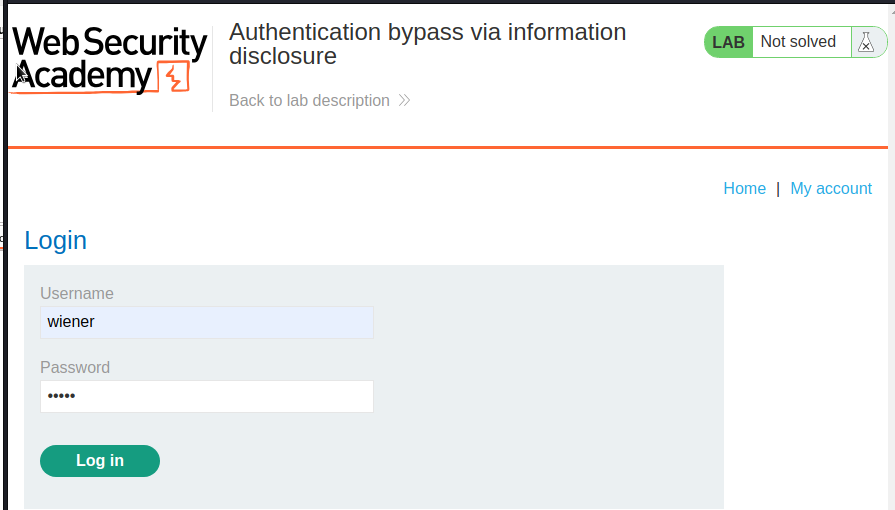 Web Security
Academy
Authentication bypass via information
disclosure
Back to lab description
LAB Not solved
Home | My account
Login
Username
wiener
Password
•••••
Log in